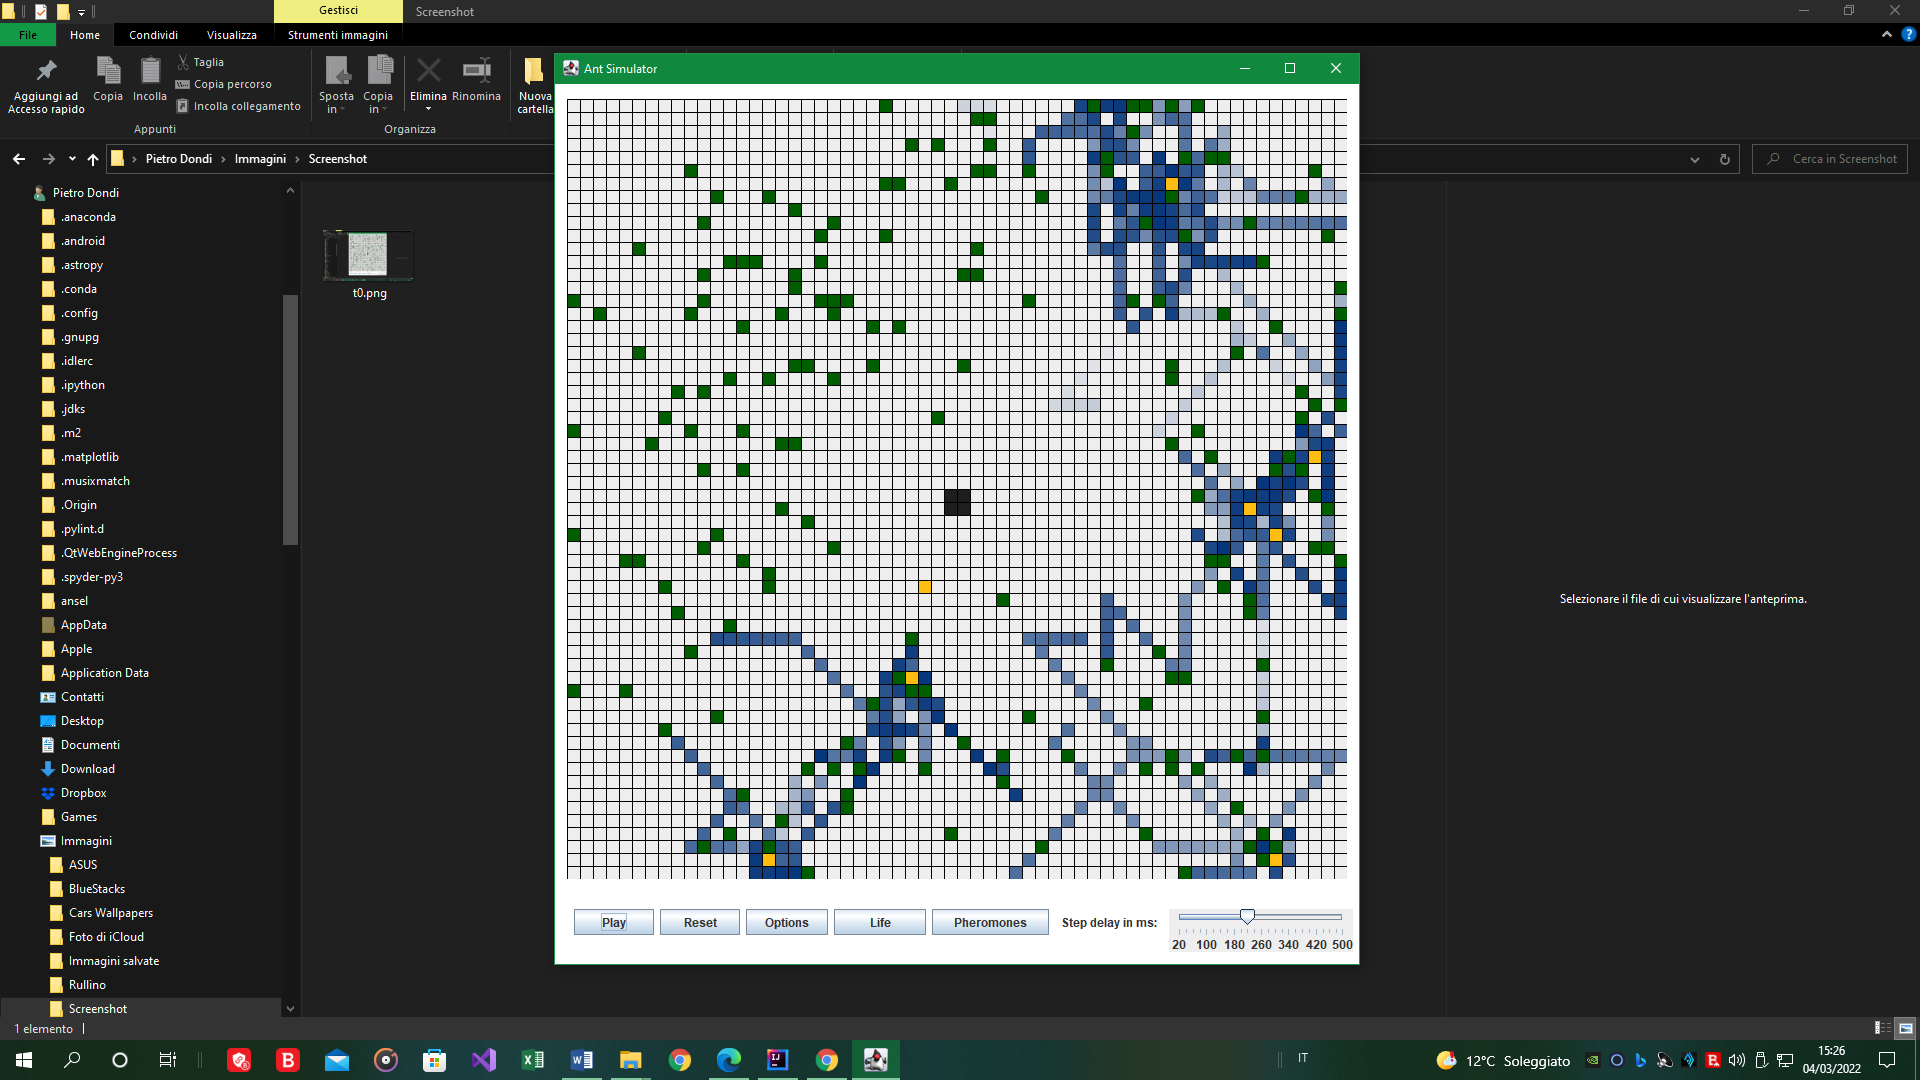 Gestisci
Screenshot
File
Home
Condividi
Visualizza
Strumenti immagini
Aggiungi ad
Accesso rapido
Copia
Incolla
Taglia
Copia percorso
Incolla collegamento
Appunti
Sposta
in
Copia
in
Elimina
Rinomina
Organizza
Nuova
cartella
Pietro Dondi
Immagini
Screenshot
Cerca in Screenshot
Ant Simulator
Pietro Dondi
.anaconda
.android
.astropy
.conda
.config
.gnupg
.idlerc
.ipython
.jdks
.m2
.matplotlib
.musixmatch
.Origin
.pylint.d
.QtWebEngineProcess
.spyder-py3
ansel
AppData
Apple
Application Data
Contatti
Desktop
Documenti
Download
Dropbox
Games
Immagini
ASUS
BlueStacks
Cars Wallpapers
Foto di iCloud
Immagini salvate
Rullino
Screenshot
t0.png
Selezionare il file di cui visualizzare l'anteprima.
Play
Reset
Options
Life
Pheromones
Step delay in ms:
20 100 180 260 340 420 500
1 elemento
IT
12°C Soleggiato
15:26
04/03/2022